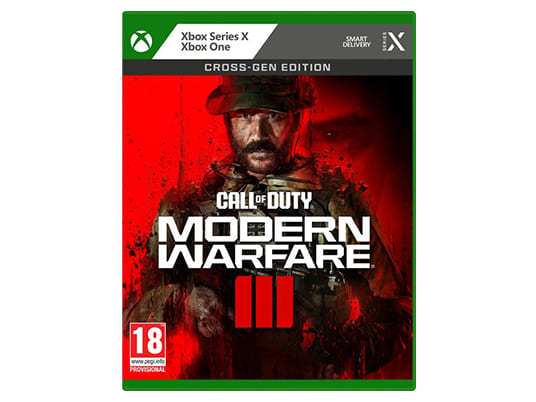 Xbox Series X
Xbox One
SMART
DELIVERY
SERIES
X
CROSS-GEN EDITION
CALL OF DUTY
MODERN
WARFARE
III
18
www.pegi.info
PROVISIONAL